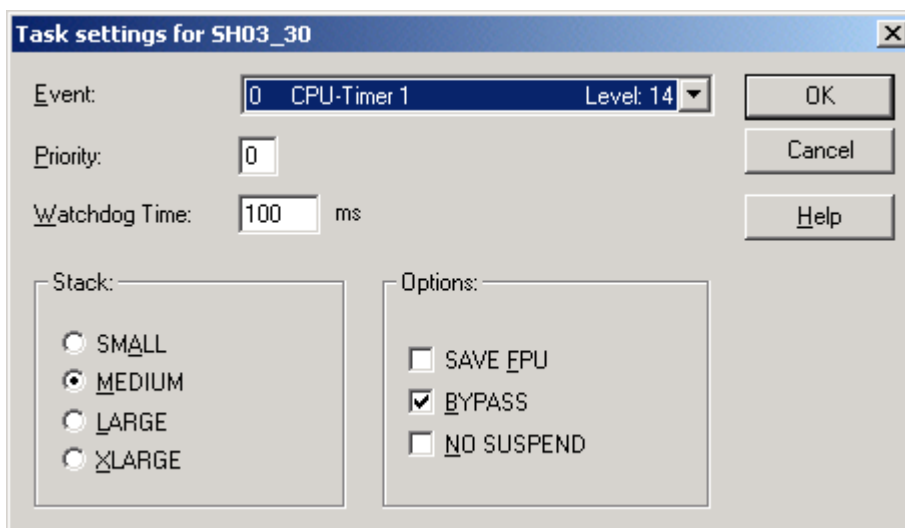 Task settings for SH03_30
Event: 0 CPU-Timer 1 Level: 14 OK
Priority: 0 Cancel
Watchdog Time: 100 ms Help
Stack: Options:
SMALL
SAVE FPU
MEDIUM
BYPASS
LARGE
NO SUSPEND
XLARGE